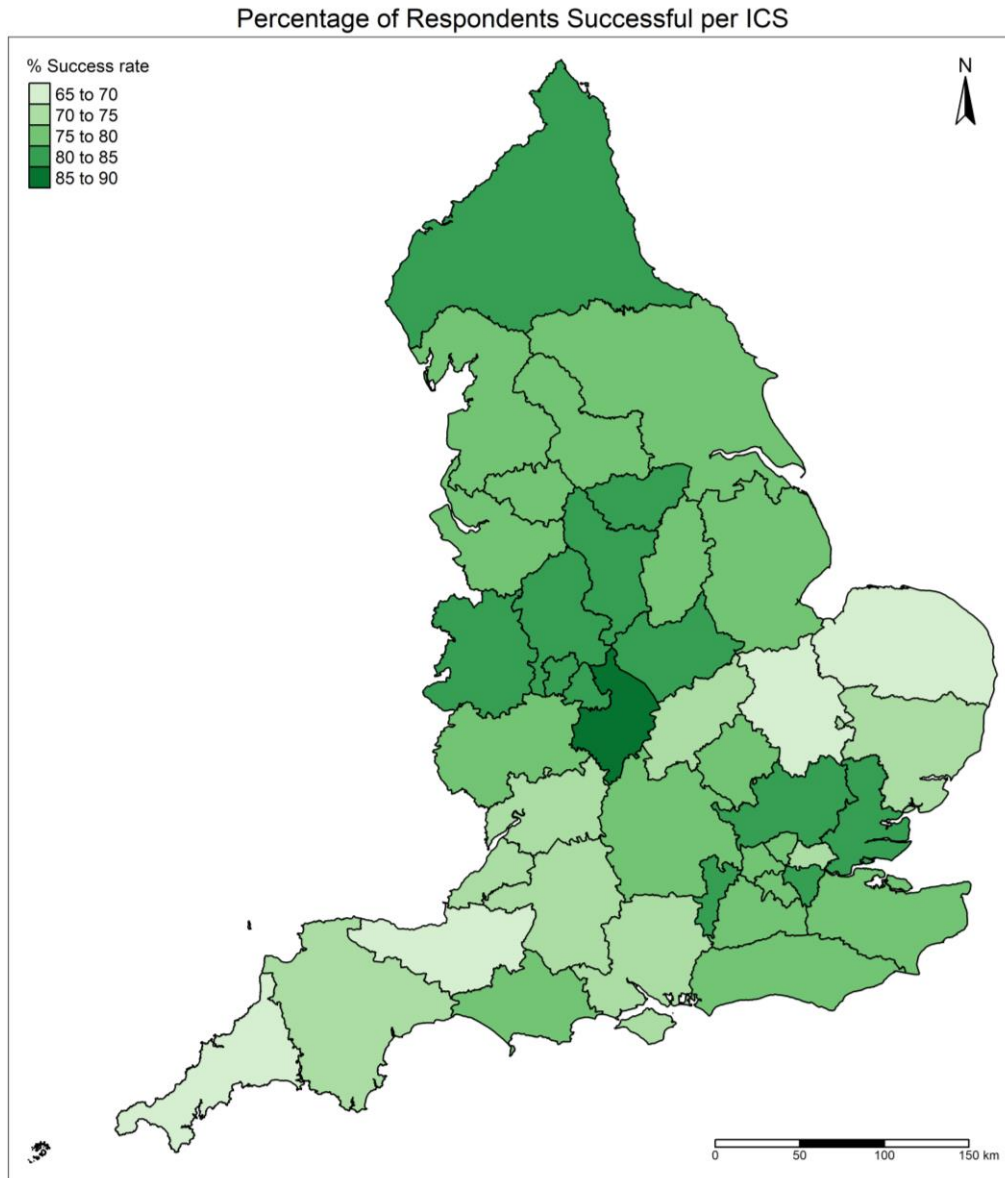 Percentage of Respondents Successful per ICS
% Success rate
65 to 70
70 to 75
75 to 80
80 to 85
85 to 90
N
0 50 100 150 km